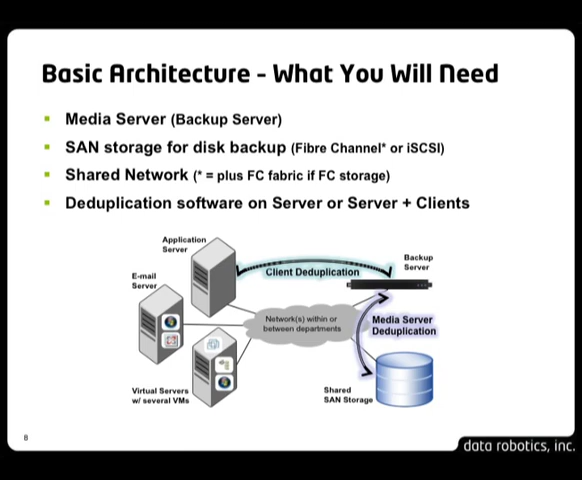 Basic Architecture - What You Will Need
Media Server (Backup Server)
SAN storage for disk backup (Fibre Channel* or iSCSI)
Shared Network (* = plus FC fabric if FC storage)
Deduplication software on Server or Server + Clients
Application
Server
Client Deduplication
Backup
Server
E-mail
Server
Network(s) within or
between departments
Media Server
Deduplication
Virtual Servers
w/ several VMs
Shared
SAN Storage
8
data robotics, inc.